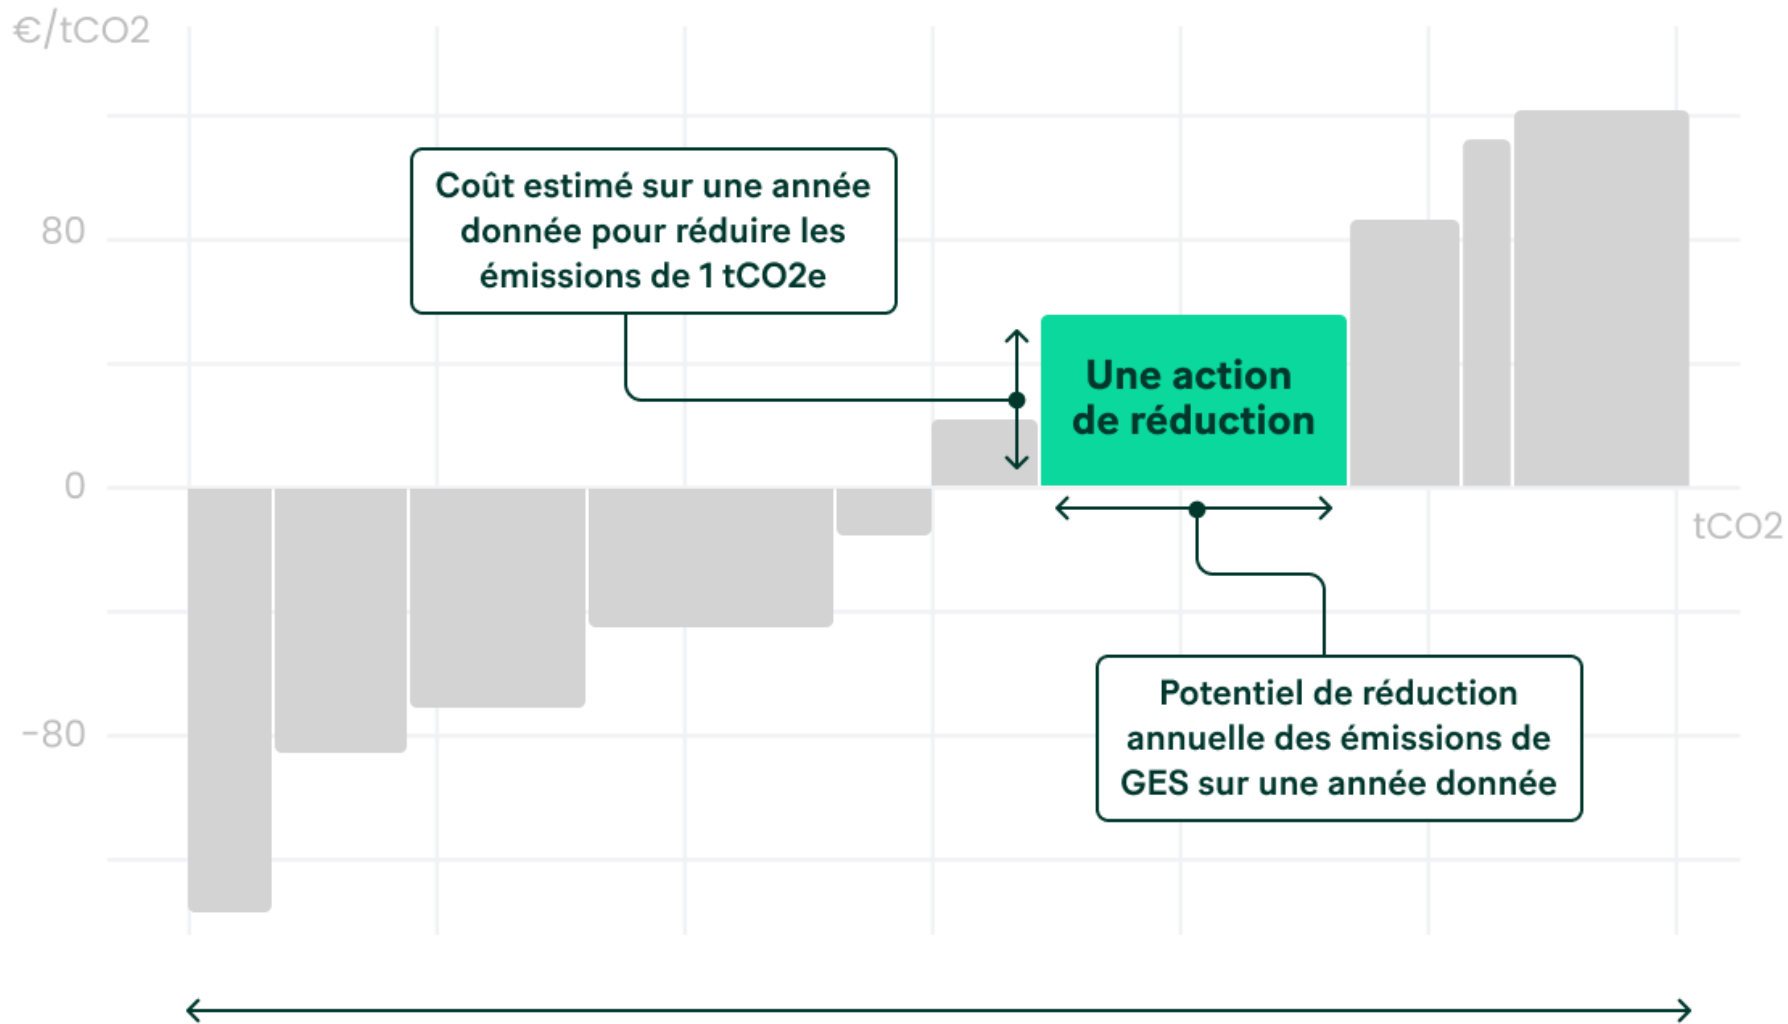 €/tCO2
Coût estimé sur une année
donnée pour réduire les
émissions de 1 tCO2e
80
Une action
de réduction
0
tCO2
-80
Potentiel de réduction
annuelle des émissions de
GES sur une année donnée